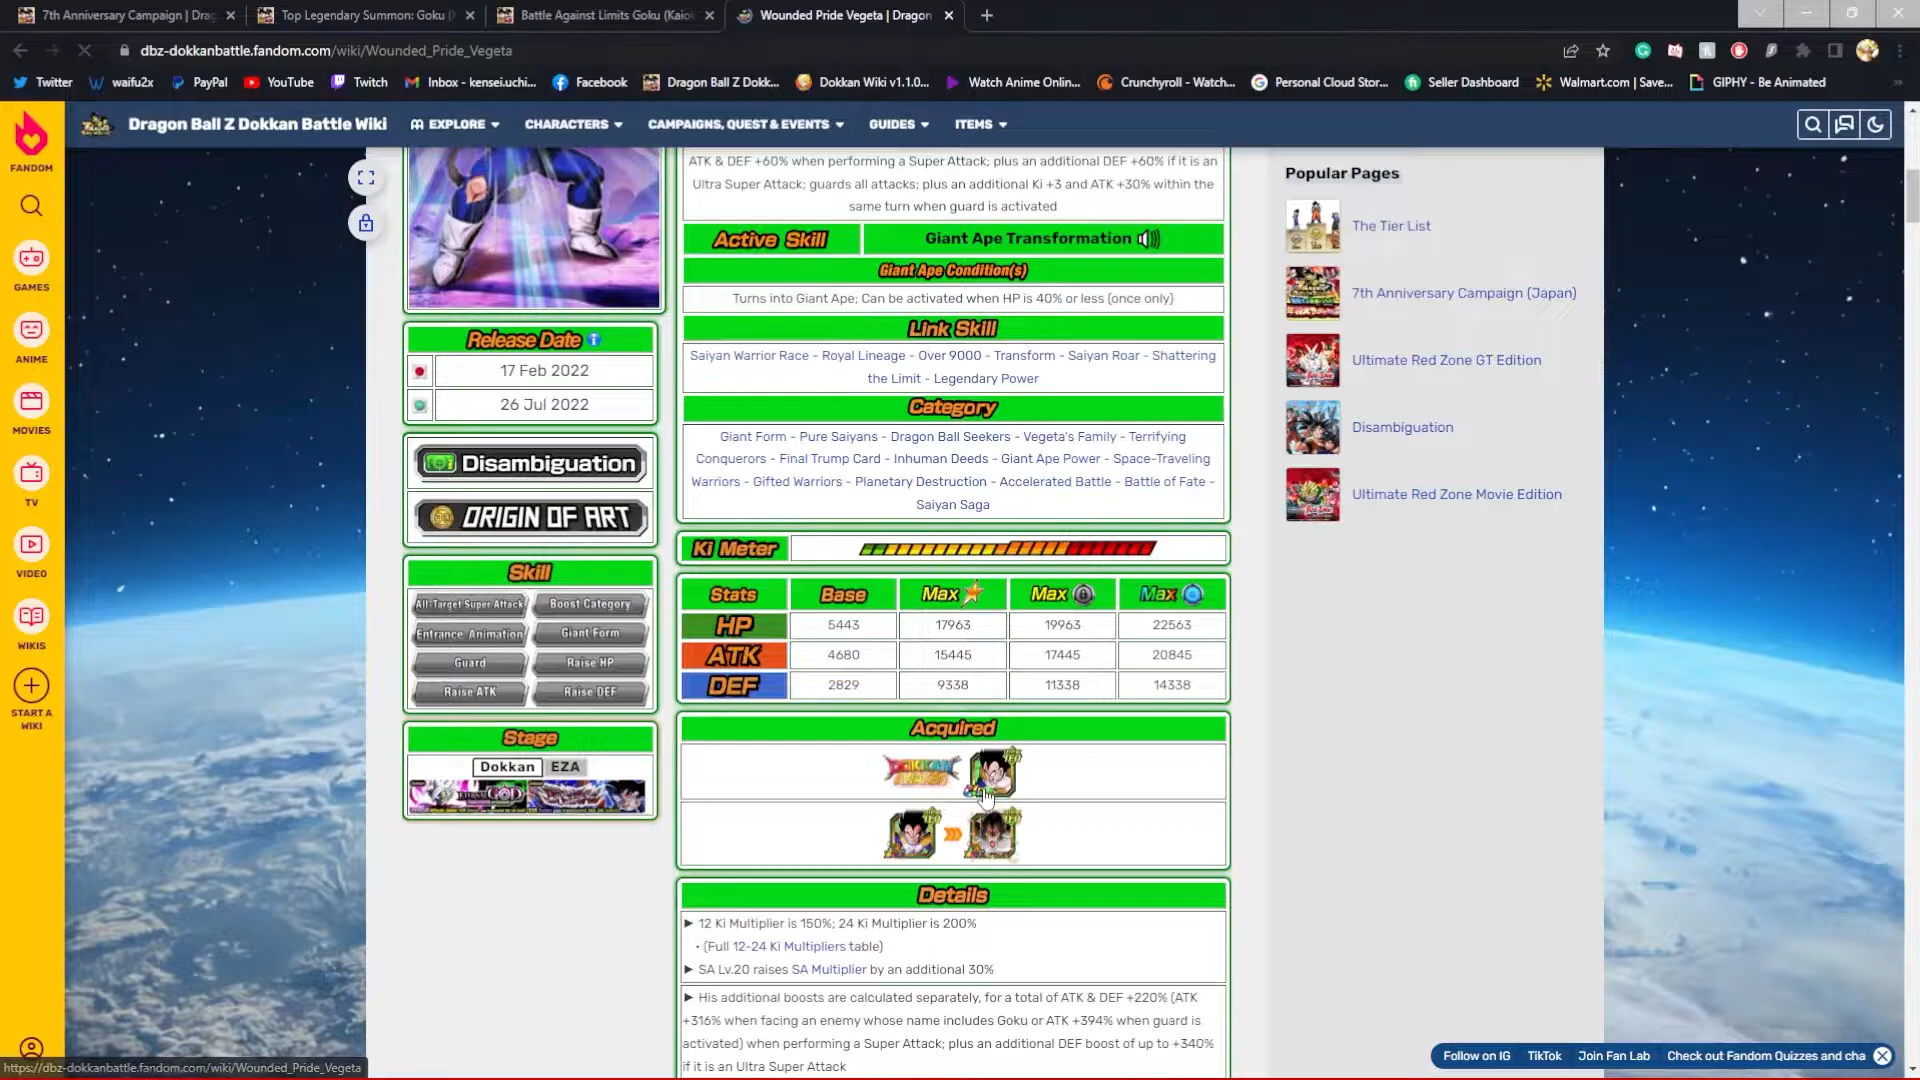 7th Anniversary Campaign | Drag
Top Legendary Summon: Goku (
Battle Against Limits Goku (Kaiok
Wounded Pride Vegeta | Dragon
dbz-dokkanbattle.fandom.com/wiki/Wounded_Pride_Vegeta
Twitter
waifu2x
PayPal
YouTube
Twitch
Inbox - kensei.uchi...
Facebook
Dragon Ball Z Dokk...
Dokkan Wiki v1.1.0...
Watch Anime Onlin...
Crunchyroll - Watch...
Personal Cloud Stor...
Seller Dashboard
Walmart.com | Save...
GIPHY - Be Animated
Dragon Ball Z Dokkan Battle Wiki
EXPLORE
CHARACTERS
CAMPAIGNS, QUEST & EVENTS
GUIDES
ITEMS
FANDOM
GAMES
ANIME
MOVIES
TV
VIDEO
WIKIS
START A
WIKI
Release Date
17 Feb 2022
26 Jul 2022
Disambiguation
ORIGIN OF ART
Skill
All-Target Super Attack
Boost Category
Entrance Animation
Giant Form
Guard
Raise HP
Raise ATK
Raise DEF
Stage
Dokkan
EZA
ATK & DEF +60% when performing a Super Attack; plus an additional DEF +60% if it is an
Ultra Super Attack; guards all attacks; plus an additional Ki +3 and ATK +30% within the
same turn when guard is activated
Active Skill
Giant Ape Transformation
Giant Ape Condition(s)
Turns into Giant Ape; Can be activated when HP is 40% or less (once only)
Link Skill
Saiyan Warrior Race - Royal Lineage - Over 9000 - Transform - Saiyan Roar - Shattering
the Limit - Legendary Power
Category
Giant Form - Pure Saiyans - Dragon Ball Seekers - Vegeta's Family - Terrifying
Conquerors - Final Trump Card - Inhuman Deeds - Giant Ape Power - Space-Traveling
Warriors - Gifted Warriors - Planetary Destruction - Accelerated Battle - Battle of Fate -
Saiyan Saga
Ki Meter
Stats Base Max Max Max
HP 5443 17963 19963 22563
ATK 4680 15445 17445 20845
DEF 2829 9338 11338 14338
Acquired
Details
► 12 Ki Multiplier is 150%; 24 Ki Multiplier is 200%
• (Full 12-24 Ki Multipliers table)
► SA Lv.20 raises SA Multiplier by an additional 30%
► His additional boosts are calculated separately, for a total of ATK & DEF +220% (ATK
+316% when facing an enemy whose name includes Goku or ATK +394% when guard is
activated) when performing a Super Attack; plus an additional DEF boost of up to +340%
if it is an Ultra Super Attack
Popular Pages
The Tier List
7th Anniversary Campaign (Japan)
Ultimate Red Zone GT Edition
Disambiguation
Ultimate Red Zone Movie Edition
Follow on IG
TikTok
Join Fan Lab
Check out Fandom Quizzes and cha
https://dbz-dokkanbattle.fandom.com/wiki/Wounded_Pride_Vegeta